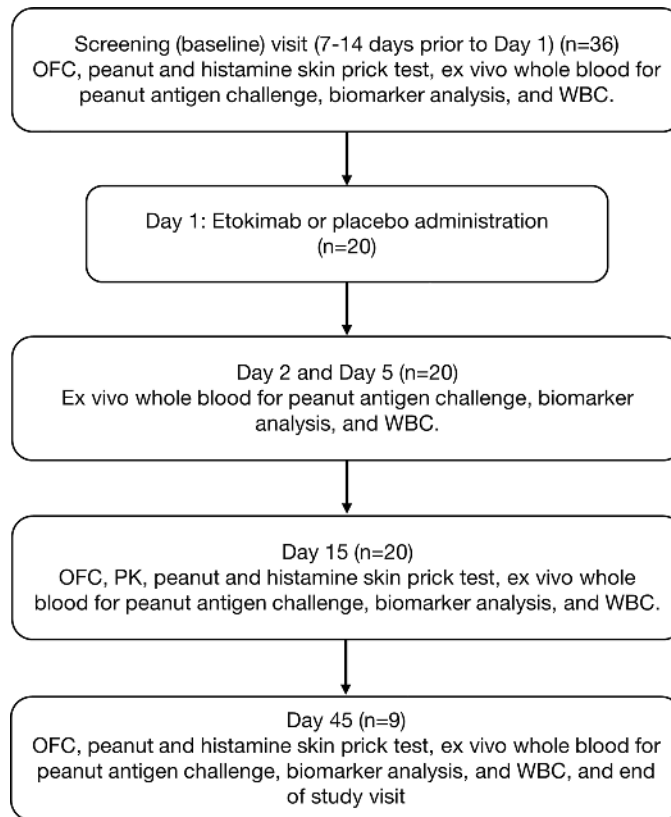 Screening (baseline) visit (7-14 days prior to Day 1) (n=36)
OFC, peanut and histamine skin prick test, ex vivo whole blood for
peanut antigen challenge, biomarker analysis, and WBC.
Day 1: Etokimab or placebo administration
(n=20)
Day 2 and Day 5 (n=20)
Ex vivo whole blood for peanut antigen challenge, biomarker
analysis, and WBC.
Day 15 (n=20)
OFC, PK, peanut and histamine skin prick test, ex vivo whole
blood for peanut antigen challenge, biomarker analysis, and WBC.
Day 45 (n=9)
OFC, peanut and histamine skin prick test, ex vivo whole blood for
peanut antigen challenge, biomarker analysis, and WBC, and end
of study visit